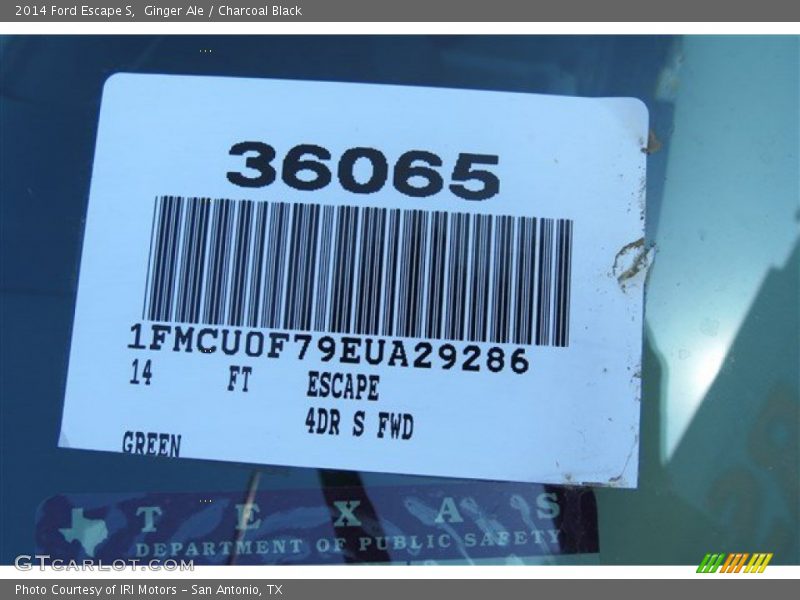 2014 Ford Escape S,  Ginger Ale / Charcoal Black
36065
1FMCU0F79EUA29286
14 FT ESCAPE
4DR S FWD
GREEN
TEXAS
DEPARTMENT OF PUBLIC SAFETY
GTcarlot.com
Photo Courtesy of IRI Motors – San Antonio, TX